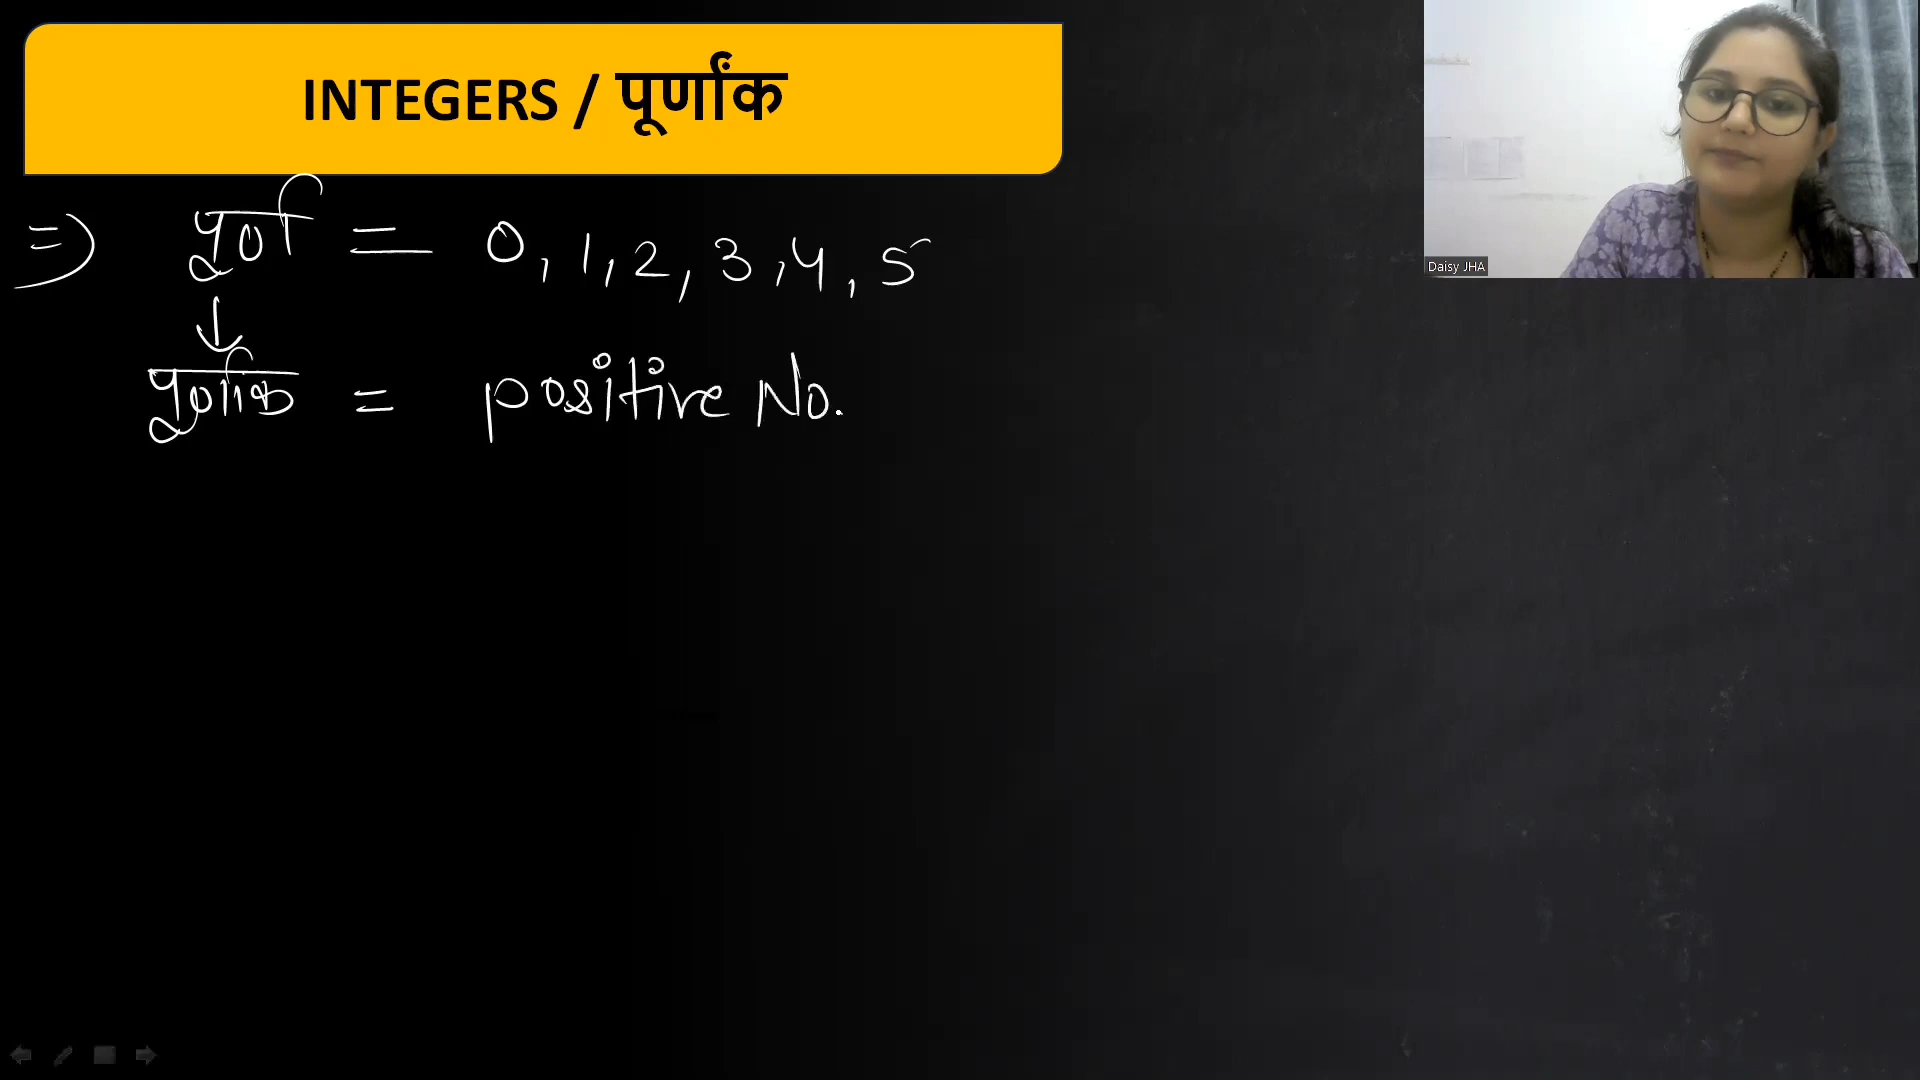 INTEGERS / पूर्णांक
=> पूर्ण = 0, 1, 2, 3, 4, 5
↓
पूर्णांक = positive No.
Daisy JHA